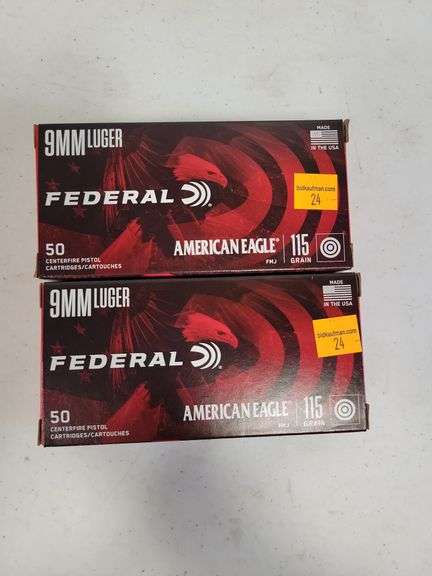 9MM LUGER
MADE
IN THE USA
bidkaufman.com
24
FEDERAL
50
CENTERFIRE PISTOL
CARTRIDGES/CARTOUCHES
AMERICAN EAGLE®
FMJ
115
GRAIN
9MM LUGER
MADE
IN THE USA
bidkaufman.com
24
FEDERAL
50
CENTERFIRE PISTOL
CARTRIDGES/CARTOUCHES
AMERICAN EAGLE®
FMJ
115
GRAIN